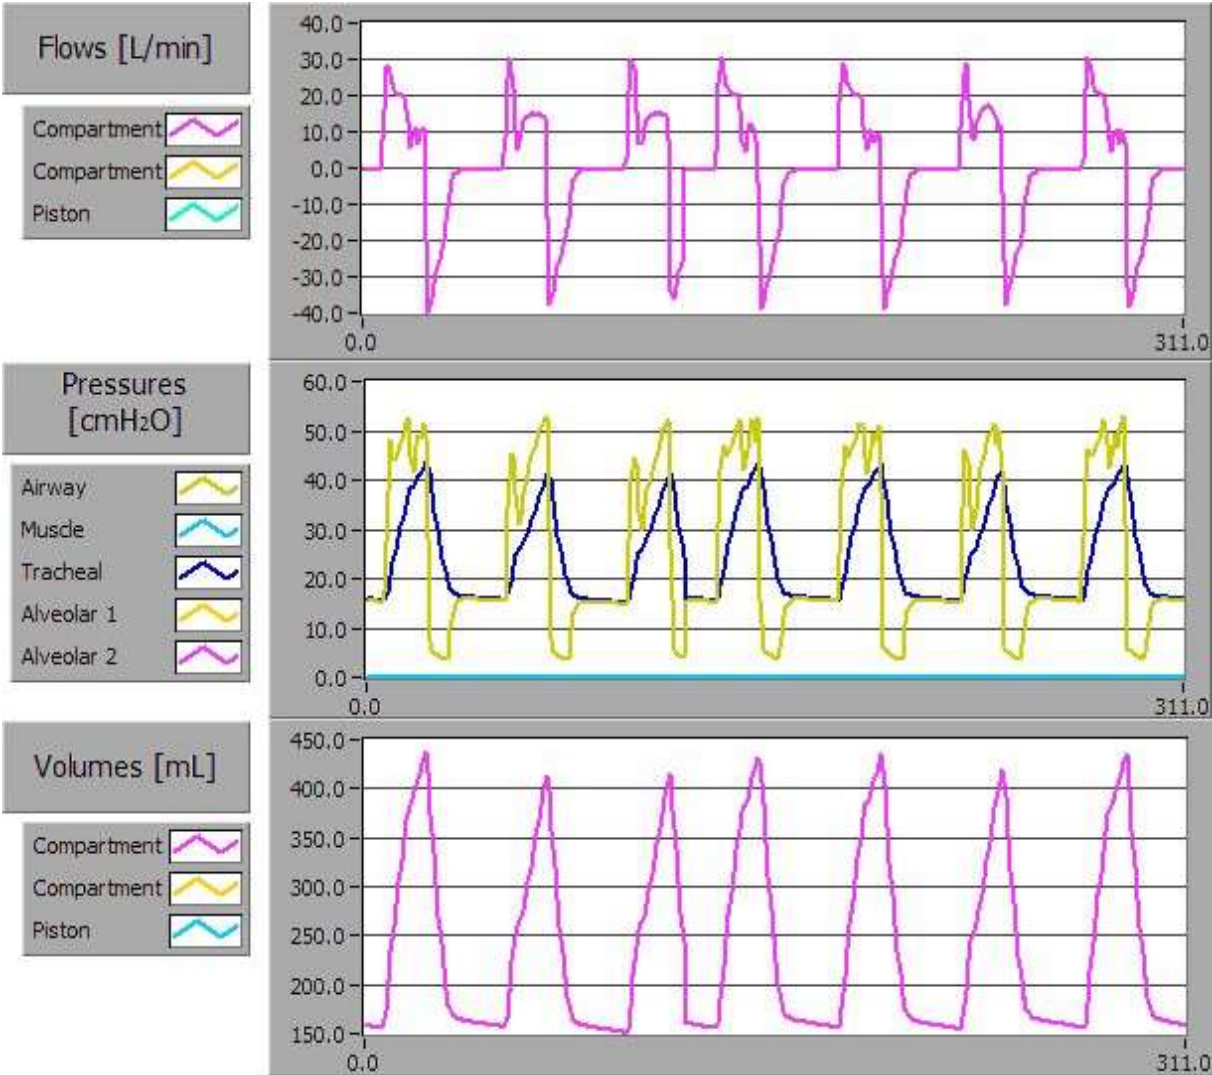 Flows [L/min]
Compartment
Compartment
Piston
40.0
30.0
20.0
10.0
0.0
-10.0
-20.0
-30.0
-40.0
0.0
311.0
Pressures
[cmH₂O]
Airway
Muscle
Tracheal
Alveolar 1
Alveolar 2
60.0
50.0
40.0
30.0
20.0
10.0
0.0
0.0
311.0
Volumes [mL]
Compartment
Compartment
Piston
450.0
400.0
350.0
300.0
250.0
200.0
150.0
0.0
311.0